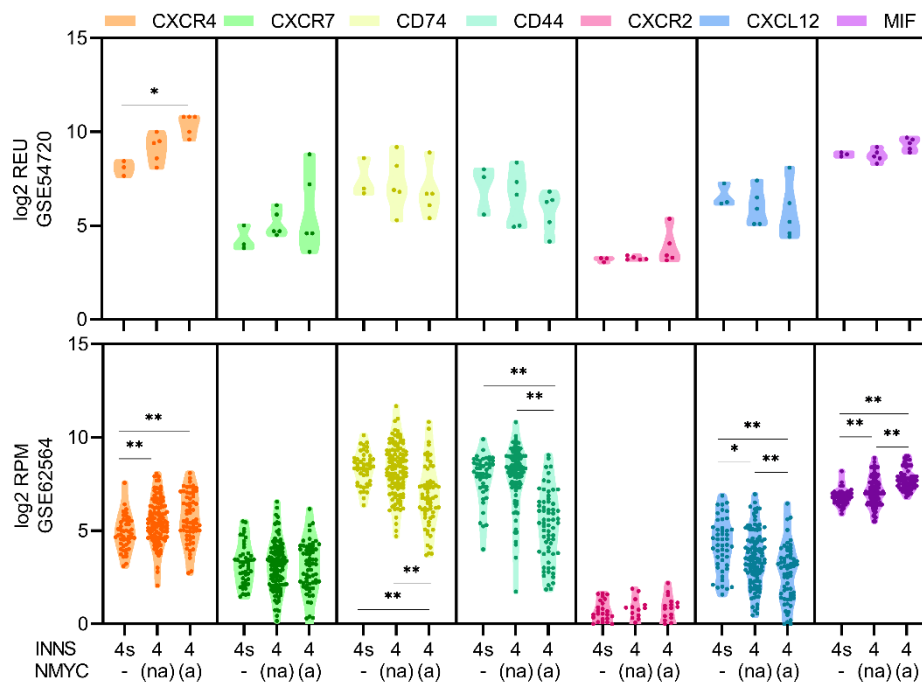 CXCR4 CXCR7 CD74 CD44 CXCR2 CXCL12 MIF
log2 REU
GSE54720
15
10
5
0
*
log2 RPM
GSE62564
15
10
5
0
** ** ** ** ** ** ** * ** ** ** **
INNS 4s 4 4 4s 4 4 4s 4 4 4s 4 4 4s 4 4 4s 4 4 4s 4 4
NMYC - (na) (a) - (na) (a) - (na) (a) - (na) (a) - (na) (a) - (na) (a) - (na) (a)